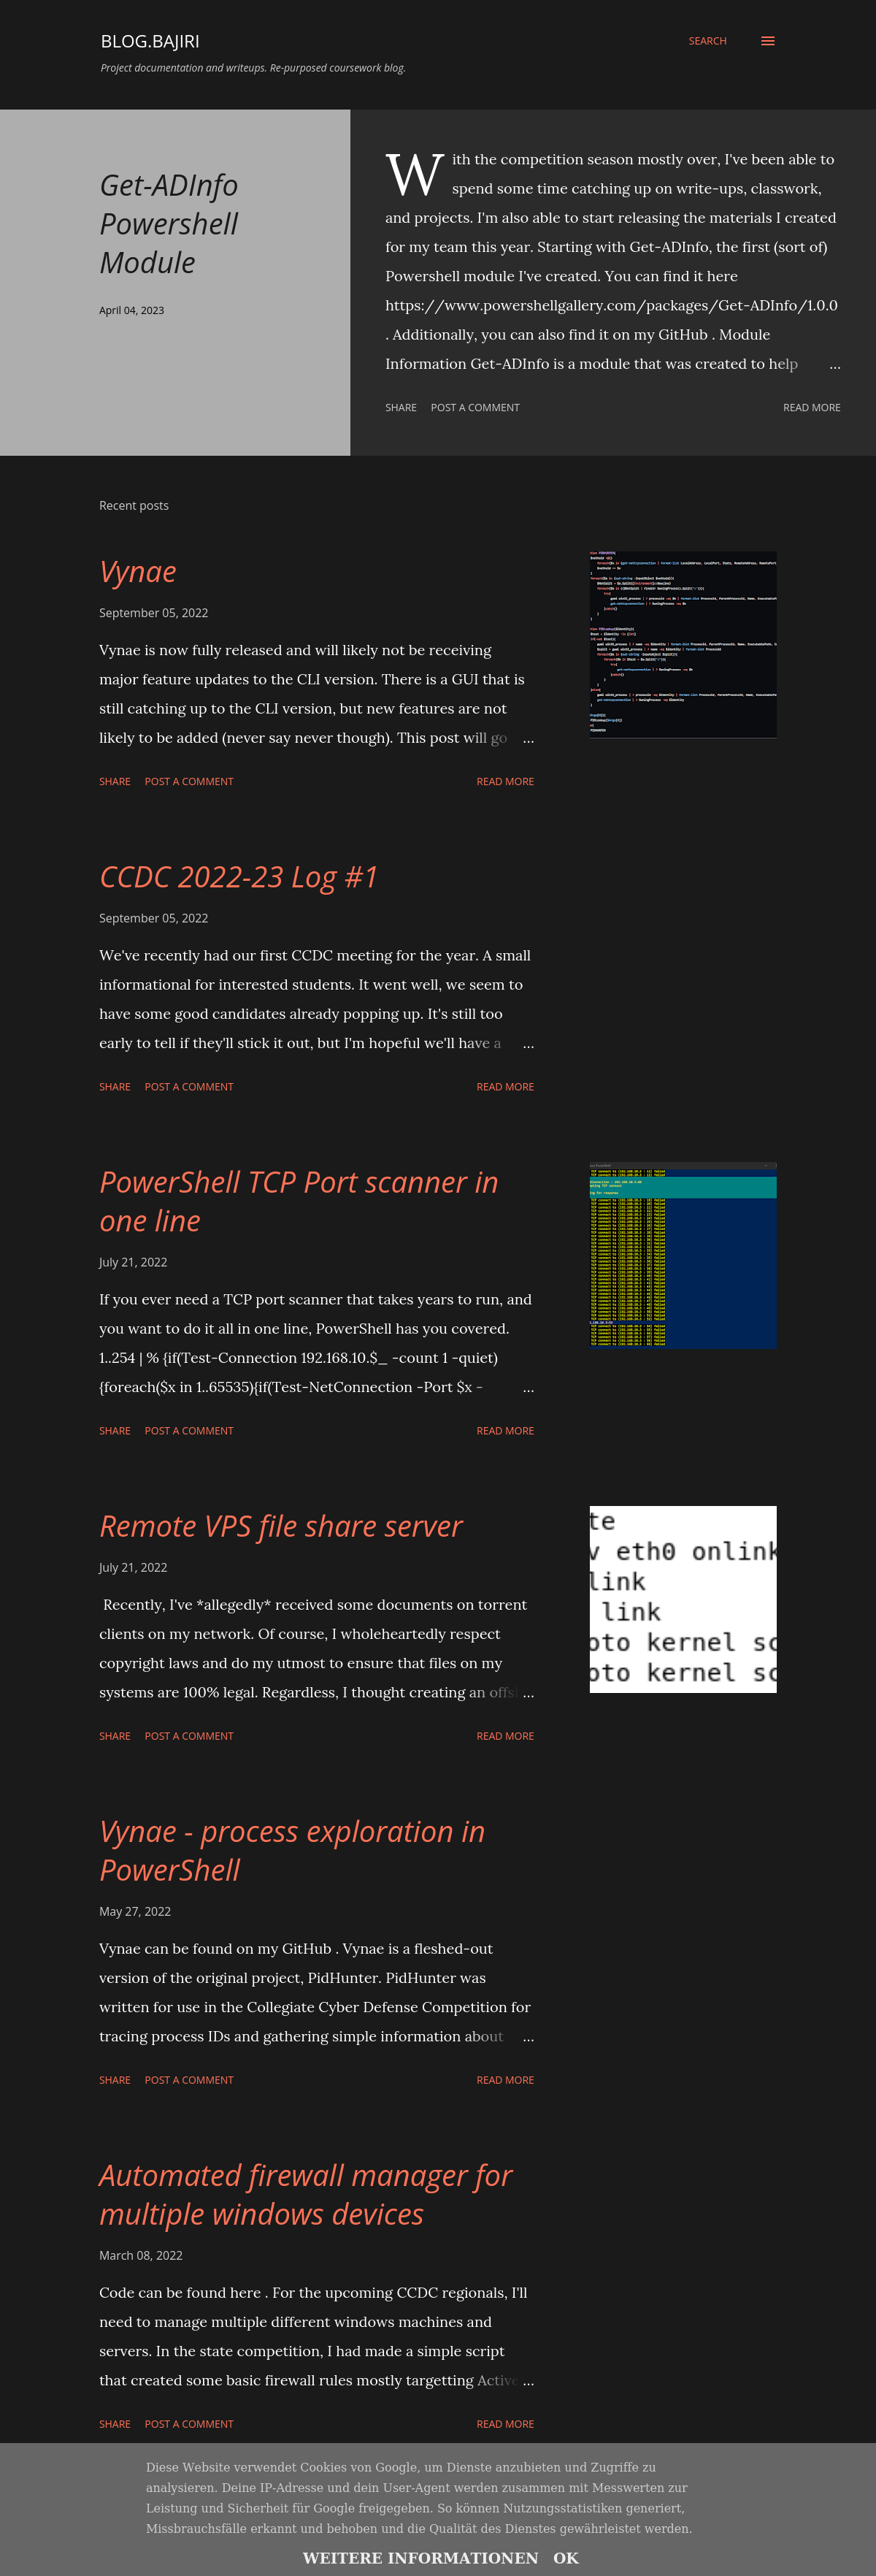 BLOG.BAJIRI
SEARCH
Project documentation and writeups. Re-purposed coursework blog.
Get-ADInfo
Powershell
Module
April 04, 2023
With the competition season mostly over, I've been able to
spend some time catching up on write-ups, classwork,
and projects. I'm also able to start releasing the materials I created
for my team this year. Starting with Get-ADInfo, the first (sort of)
Powershell module I've created. You can find it here
https://www.powershellgallery.com/packages/Get-ADInfo/1.0.0
. Additionally, you can also find it on my GitHub . Module
Information Get-ADInfo is a module that was created to help ...
SHARE POST A COMMENT READ MORE
Recent posts
Vynae
September 05, 2022
Vynae is now fully released and will likely not be receiving
major feature updates to the CLI version. There is a GUI that is
still catching up to the CLI version, but new features are not
likely to be added (never say never though). This post will go ...
SHARE POST A COMMENT READ MORE
CCDC 2022-23 Log #1
September 05, 2022
We've recently had our first CCDC meeting for the year. A small
informational for interested students. It went well, we seem to
have some good candidates already popping up. It's still too
early to tell if they'll stick it out, but I'm hopeful we'll have a ...
SHARE POST A COMMENT READ MORE
PowerShell TCP Port scanner in
one line
July 21, 2022
If you ever need a TCP port scanner that takes years to run, and
you want to do it all in one line, PowerShell has you covered.
1..254 | % {if(Test-Connection 192.168.10.$_ -count 1 -quiet)
{foreach($x in 1..65535){if(Test-NetConnection -Port $x - ...
SHARE POST A COMMENT READ MORE
Remote VPS file share server
July 21, 2022
Recently, I've *allegedly* received some documents on torrent
clients on my network. Of course, I wholeheartedly respect
copyright laws and do my utmost to ensure that files on my
systems are 100% legal. Regardless, I thought creating an offs ...
SHARE POST A COMMENT READ MORE
te
v eth0 onlink
link
link
oto kernel sc
oto kernel sc
Vynae - process exploration in
PowerShell
May 27, 2022
Vynae can be found on my GitHub . Vynae is a fleshed-out
version of the original project, PidHunter. PidHunter was
written for use in the Collegiate Cyber Defense Competition for
tracing process IDs and gathering simple information about ...
SHARE POST A COMMENT READ MORE
Automated firewall manager for
multiple windows devices
March 08, 2022
Code can be found here . For the upcoming CCDC regionals, I'll
need to manage multiple different windows machines and
servers. In the state competition, I had made a simple script
that created some basic firewall rules mostly targetting Active ...
SHARE POST A COMMENT READ MORE
Diese Website verwendet Cookies von Google, um Dienste anzubieten und Zugriffe zu
analysieren. Deine IP-Adresse und dein User-Agent werden zusammen mit Messwerten zur
Leistung und Sicherheit für Google freigegeben. So können Nutzungsstatistiken generiert,
Missbrauchsfälle erkannt und behoben und die Qualität des Dienstes gewährleistet werden.
WEITERE INFORMATIONEN OK